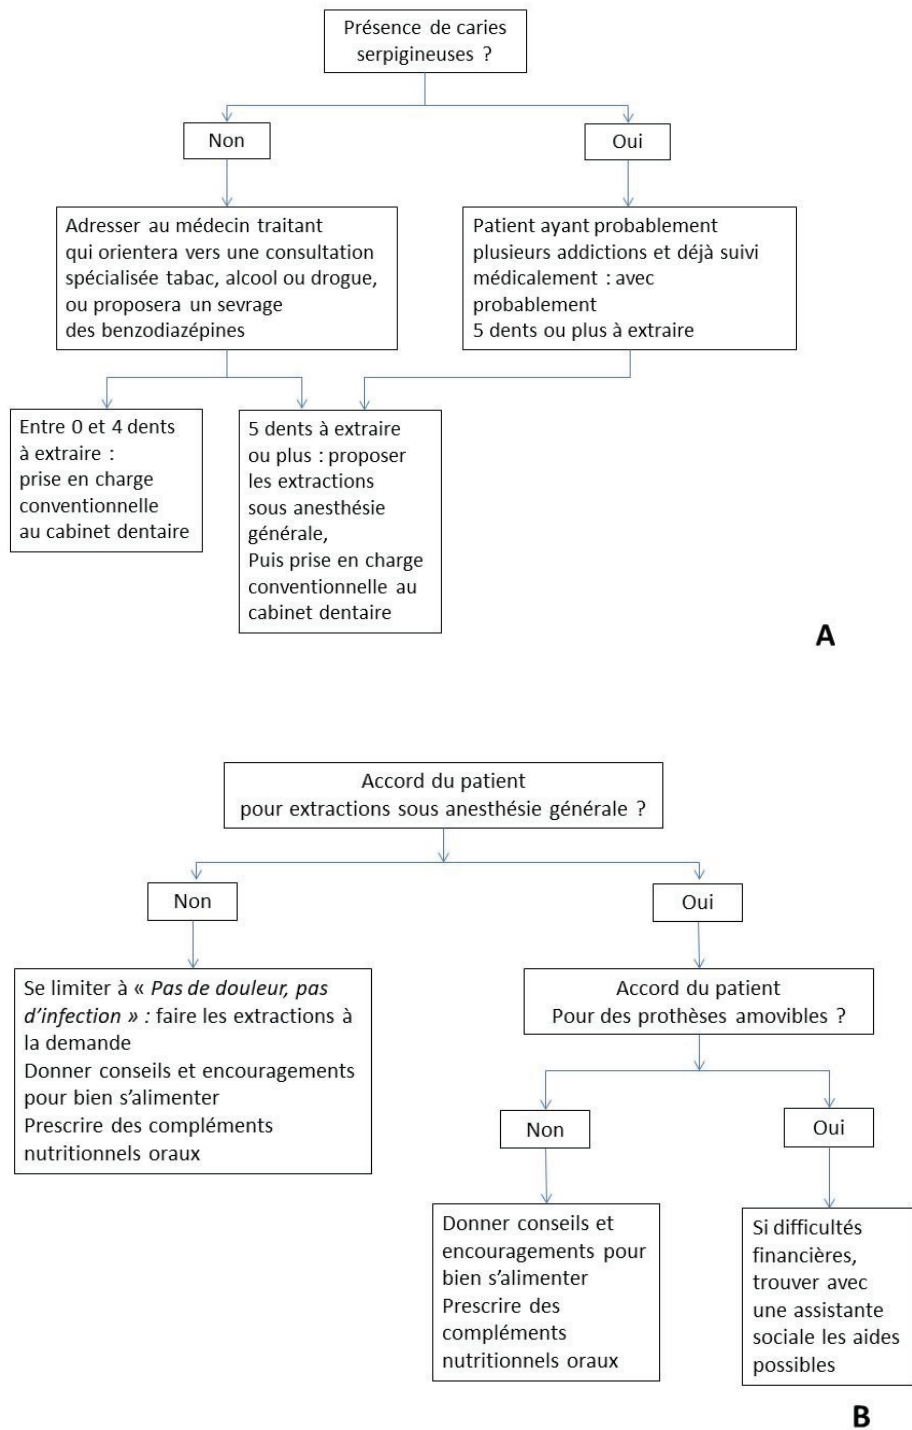 Présence de caries
serpigineuses ?
Non
Oui
Adresser au médecin traitant
qui orientera vers une consultation
spécialisée tabac, alcool ou drogue,
ou proposera un sevrage
des benzodiazépines
Patient ayant probablement
plusieurs addictions et déjà suivi
médicalement : avec
probablement
5 dents ou plus à extraire
Entre 0 et 4 dents
à extraire :
prise en charge
conventionnelle
au cabinet dentaire
5 dents à extraire
ou plus : proposer
les extractions
sous anesthésie
générale,
Puis prise en charge
conventionnelle au
cabinet dentaire
A
Accord du patient
pour extractions sous anesthésie générale ?
Non
Oui
Se limiter à « Pas de douleur, pas
d’infection » : faire les extractions à
la demande
Donner conseils et encouragements
pour bien s’alimenter
Prescrire des compléments
nutritionnels oraux
Accord du patient
Pour des prothèses amovibles ?
Non
Oui
Donner conseils et
encouragements pour
bien s’alimenter
Prescrire des
compléments
nutritionnels oraux
Si difficultés
financières,
trouver avec
une assistante
sociale les aides
possibles
B